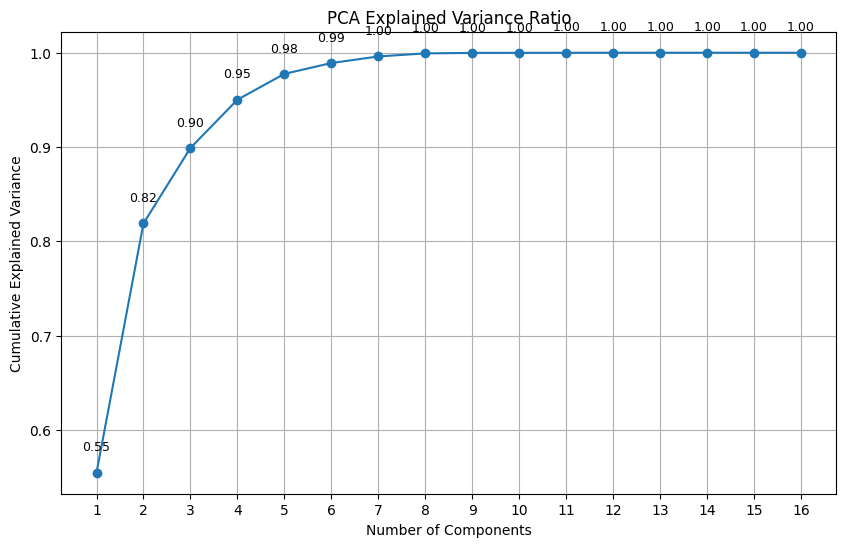 PCA Explained Variance Ratio
1.00 1.00 1.00 1.00 1.00 1.00 1.00 1.00 1.00
1.00
0.99
0.98
0.95
0.90
0.82
0.55
1.0
0.9
0.8
0.7
0.6
Cumulative Explained Variance
1 2 3 4 5 6 7 8 9 10 11 12 13 14 15 16
Number of Components